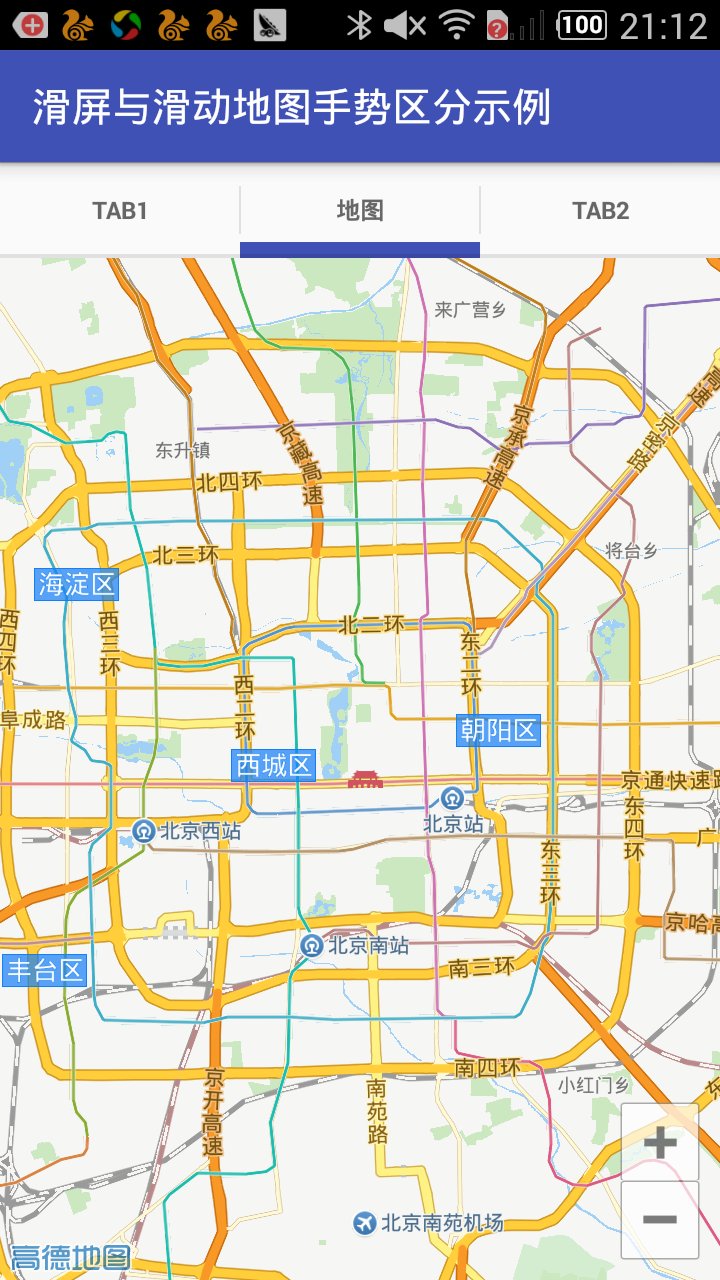 100 21:12
滑屏与滑动地图手势区分示例
TAB1 地图 TAB2
来广营乡
京承高速
京藏高速
京密路
东升镇
北四环
北三环
将台乡
海淀区
西四环
西三环
北二环
东二环
西二环
阜成路
朝阳区
西城区
京通快速路
东四环
北京站
北京西站
广
东三环
京哈高
北京南站
丰台区
南三环
南四环
京开高速
小红门乡
南苑路
+
−
北京南苑机场
高德地图